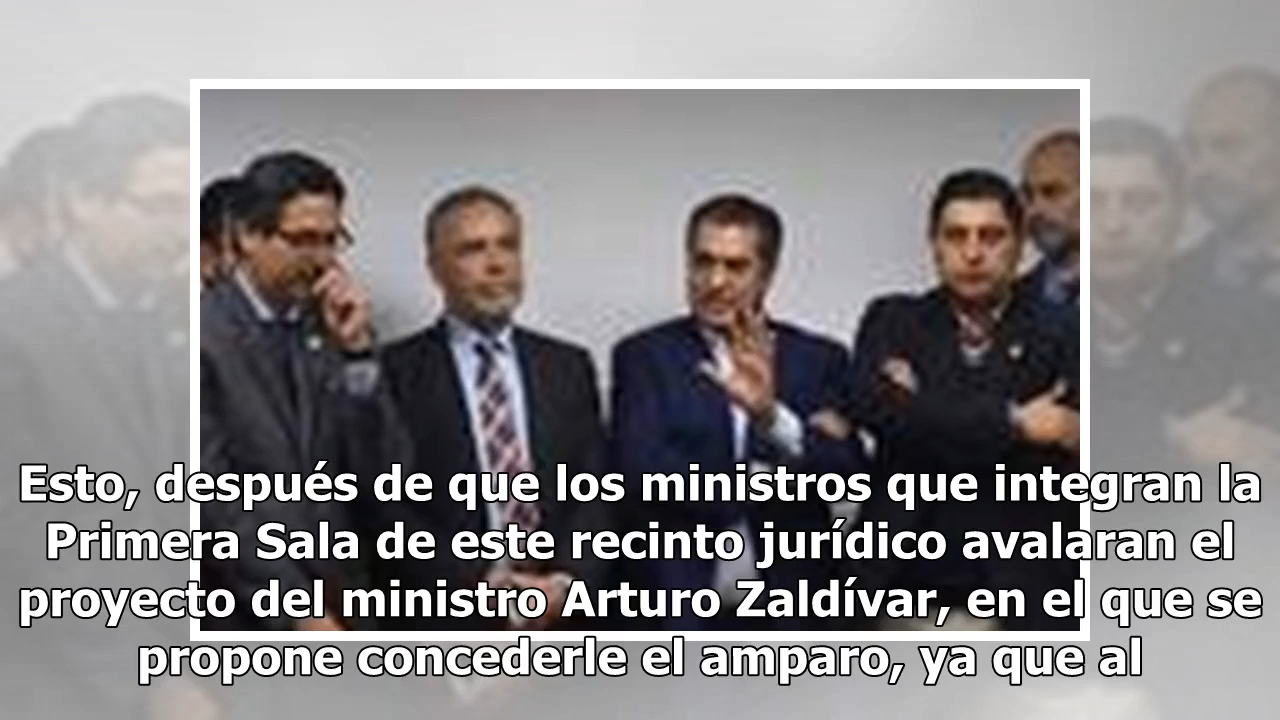 Esto, después de que los ministros que integran la
Primera Sala de este recinto jurídico avalaran el
proyecto del ministro Arturo Zaldívar, en el que se
propone concederle el amparo, ya que al